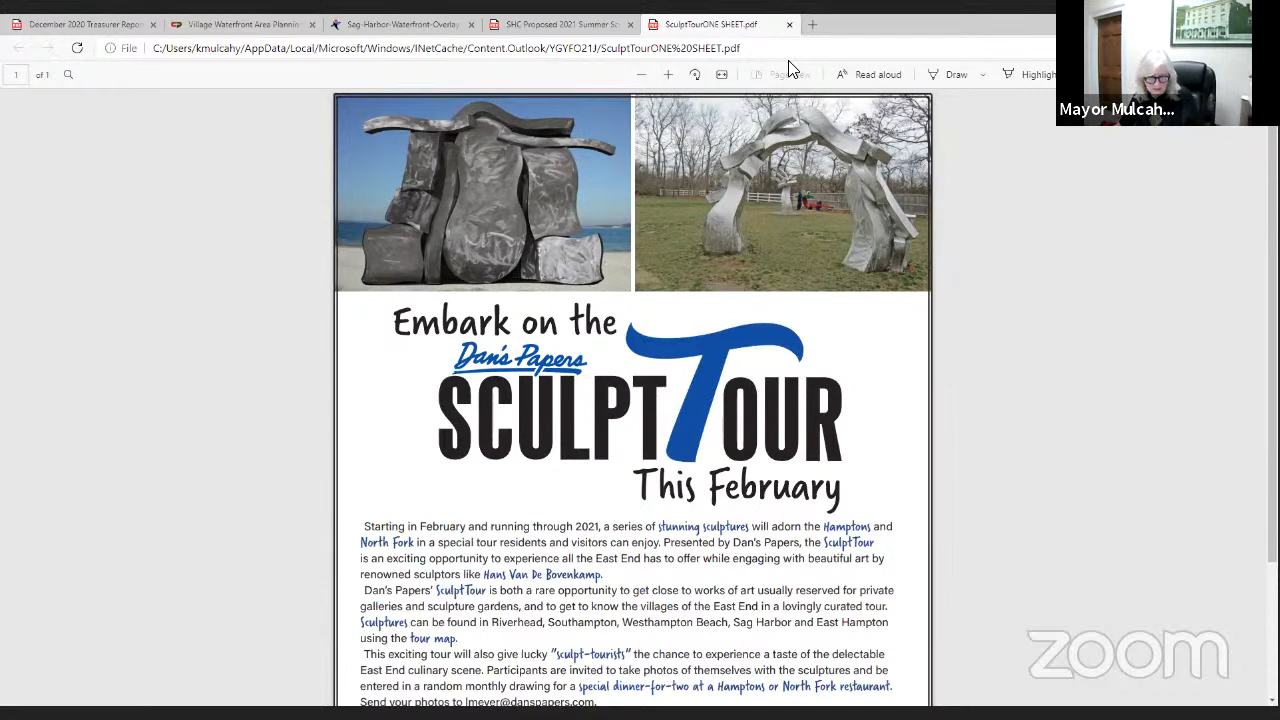 December 2020 Treasurer Repor
Village Waterfront Area Planni
Sag-Harbor-Waterfront-Overlay
SHC Proposed 2021 Summer S
SculptTourONE SHEET.pdf
File
C:/Users/kmulcahy/AppData/Local/Microsoft/Windows/INetCache/Content.Outlook/YGYFO21J/SculptTourONE%20SHEET.pdf
1 of 1
Page view
Read aloud
Draw
Highligh
Mayor Mulcah...
Embark on the
Dan's Papers
SCULPTTOUR
This February
Starting in February and running through 2021, a series of stunning sculptures will adorn the Hamptons and
North Fork in a special tour residents and visitors can enjoy. Presented by Dan's Papers, the SculptTour
is an exciting opportunity to experience all the East End has to offer while engaging with beautiful art by
renowned sculptors like Hans Van De Bovenkamp.
Dan's Papers' SculptTour is both a rare opportunity to get close to works of art usually reserved for private
galleries and sculpture gardens, and to get to know the villages of the East End in a lovingly curated tour.
Sculptures can be found in Riverhead, Southampton, Westhampton Beach, Sag Harbor and East Hampton
using the tour map.
This exciting tour will also give lucky "sculpt-tourists" the chance to experience a taste of the delectable
East End culinary scene. Participants are invited to take photos of themselves with the sculptures and be
entered in a random monthly drawing for a special dinner-for-two at a Hamptons or North Fork restaurant.
Send your photos to lmeyer@danspapers.com.
zoom